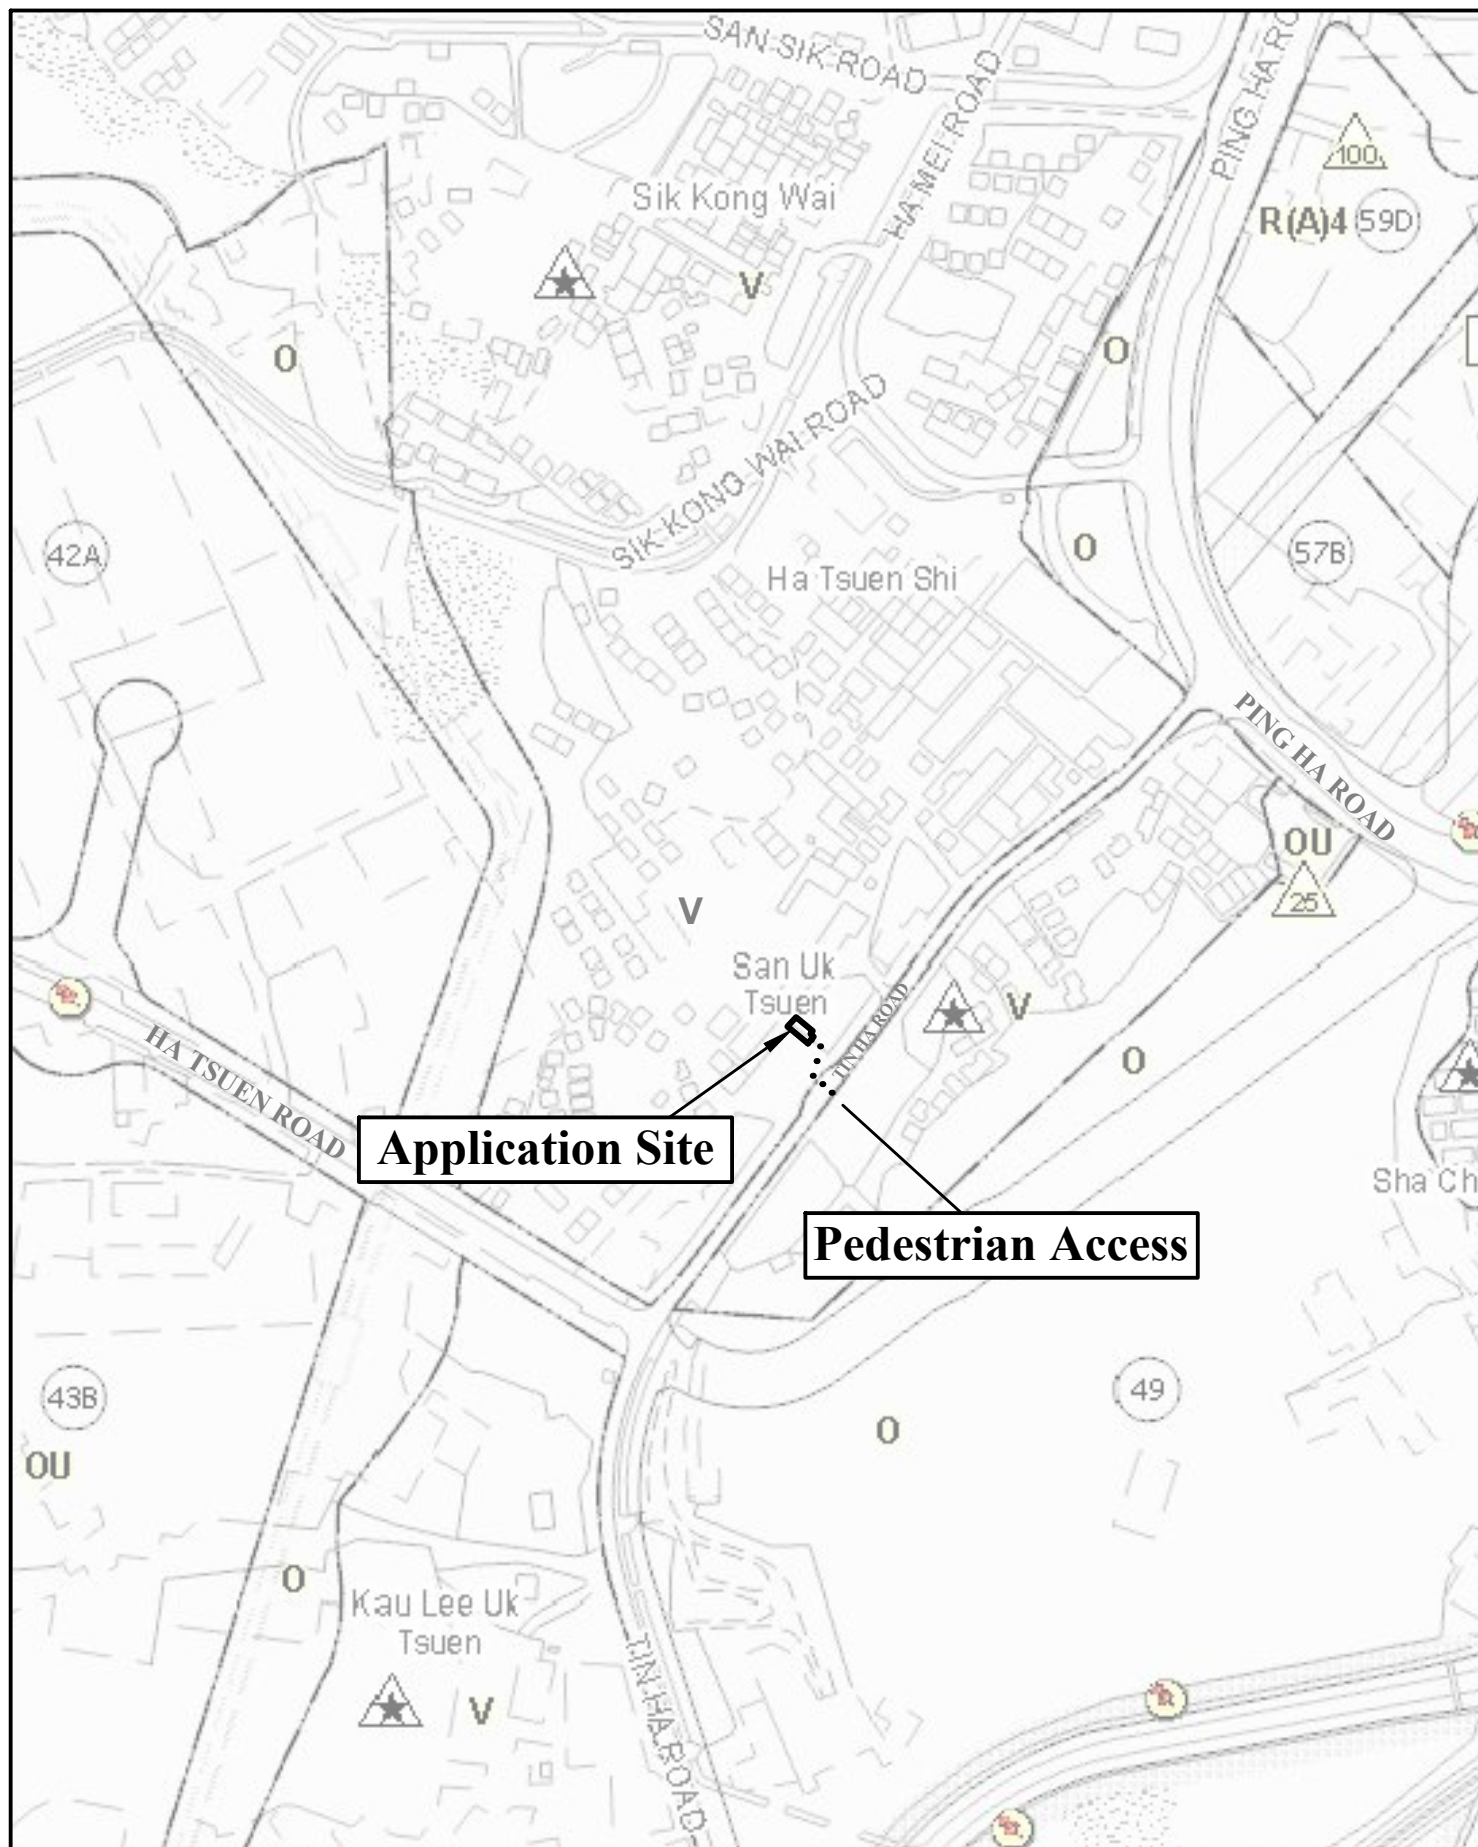 SAN SIK ROAD
HA MEI ROAD
PING HA RO
100
Sik Kong Wai
R(A)4
59D
V
O
O
SIK KONG WAI ROAD
42A
O
57B
Ha Tsuen Shi
PING HA ROAD
OU
25
V
San Uk
Tsuen
TIN HA ROAD
V
HA TSUEN ROAD
O
Application Site
Sha Ch
Pedestrian Access
43B
49
O
OU
O
Kau Lee Uk
Tsuen
V
TIN HA ROAD